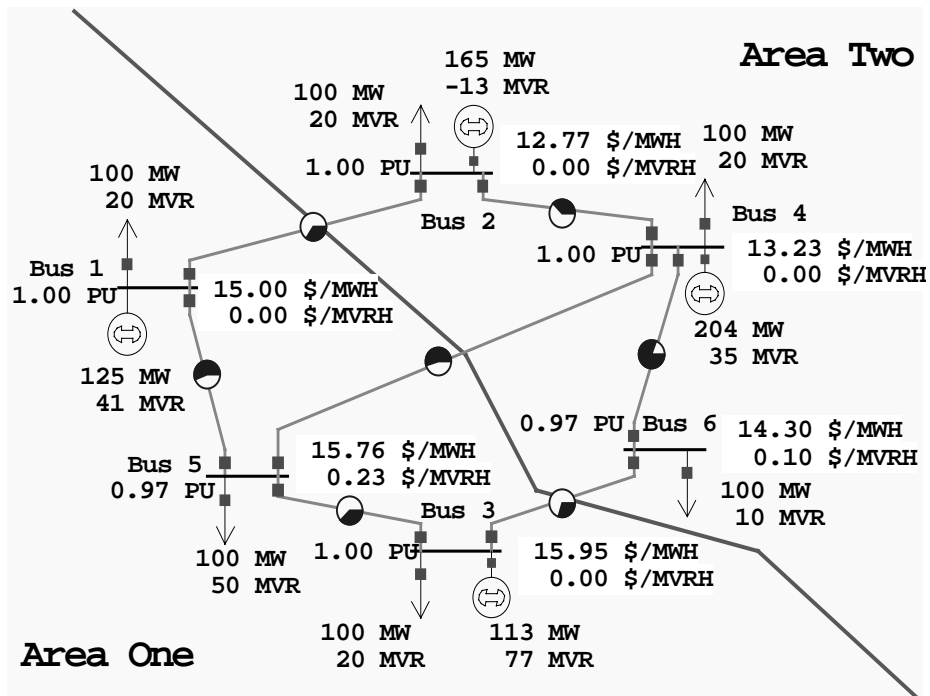 Area Two
165 MW
-13 MVR
100 MW
20 MVR
12.77 $/MWH
0.00 $/MVRH
1.00 PU
Bus 2
100 MW
20 MVR
100 MW
20 MVR
Bus 4
1.00 PU
13.23 $/MWH
0.00 $/MVRH
Bus 1
1.00 PU
15.00 $/MWH
0.00 $/MVRH
204 MW
35 MVR
125 MW
41 MVR
0.97 PU
Bus 6
14.30 $/MWH
0.10 $/MVRH
Bus 5
0.97 PU
15.76 $/MWH
0.23 $/MVRH
100 MW
10 MVR
Bus 3
1.00 PU
15.95 $/MWH
0.00 $/MVRH
100 MW
50 MVR
100 MW
20 MVR
113 MW
77 MVR
Area One